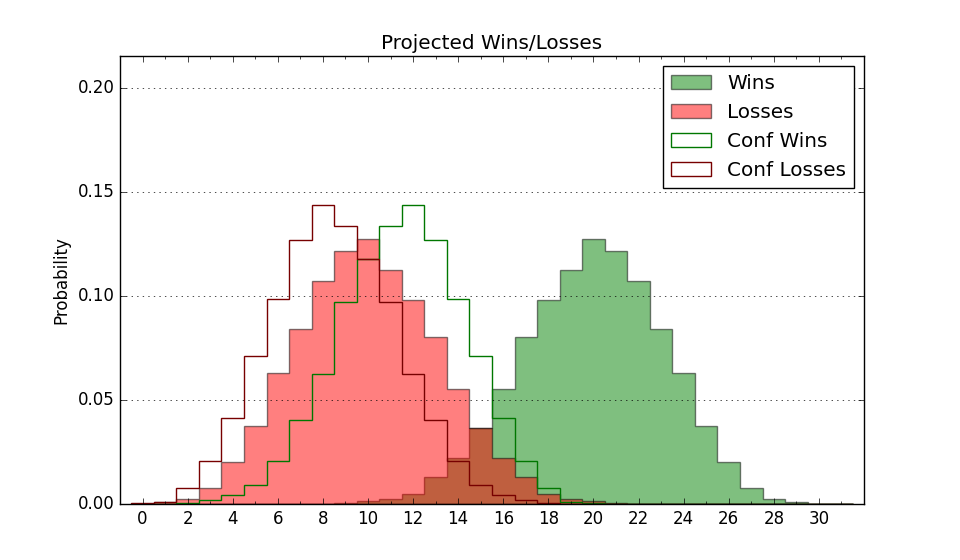 Projected Wins/Losses
Wins
Losses
Conf Wins
Conf Losses
Probability
0.20
0.15
0.10
0.05
0.00
0 2 4 6 8 10 12 14 16 18 20 22 24 26 28 30